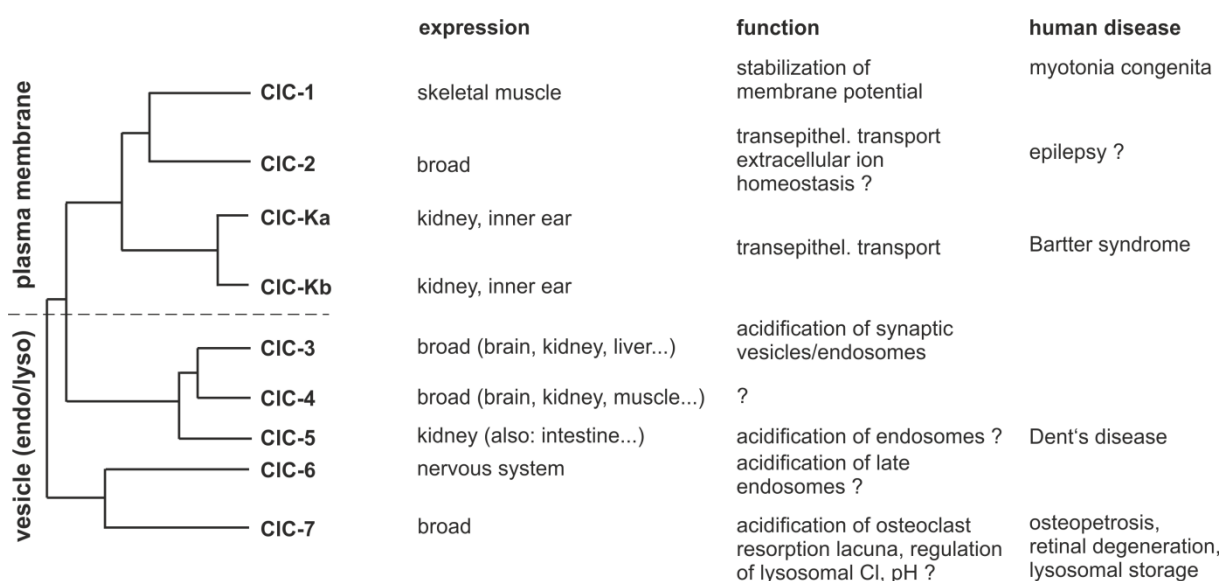 expression function human disease
plasma membrane
ClC-1 skeletal muscle stabilization of membrane potential myotonia congenita
ClC-2 broad transepithel. transport extracellular ion homeostasis ? epilepsy ?
ClC-Ka kidney, inner ear
transepithel. transport Bartter syndrome
ClC-Kb kidney, inner ear
vesicle (endo/lyso)
ClC-3 broad (brain, kidney, liver...) acidification of synaptic vesicles/endosomes
ClC-4 broad (brain, kidney, muscle...) ?
ClC-5 kidney (also: intestine...) acidification of endosomes ? Dent‘s disease
ClC-6 nervous system acidification of late endosomes ?
ClC-7 broad acidification of osteoclast resorption lacuna, regulation of lysosomal Cl, pH ? osteopetrosis, retinal degeneration, lysosomal storage